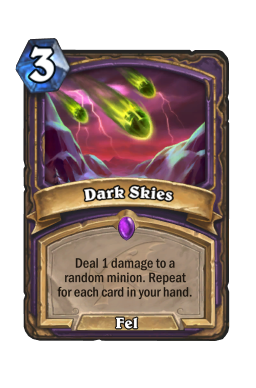 3
Dark Skies
Deal 1 damage to a
random minion. Repeat
for each card in your hand.
Fel